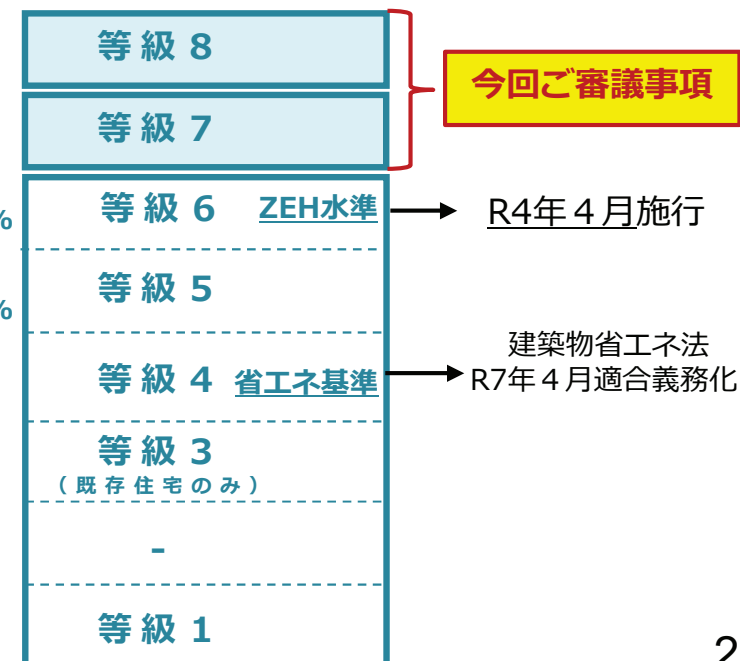 等級 8
今回ご審議事項
等級 7
等級 6 ZEH水準 R4年4月施行
%
等級 5
%
建築物省エネ法
等級 4 省エネ基準 R7年4月適合義務化
等級 3
(既存住宅のみ)
-
等級 1
2